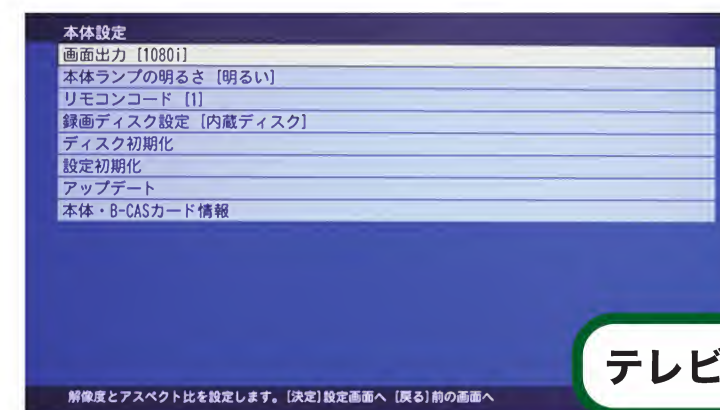 本体設定
画面出力 [1080i]
本体ランプの明るさ [明るい]
リモコンコード [1]
録画ディスク設定 [内蔵ディスク]
ディスク初期化
設定初期化
アップデート
本体・B-CASカード情報
テレビ
解像度とアスペクト比を設定します。[決定]設定画面へ [戻る]前の画面へ